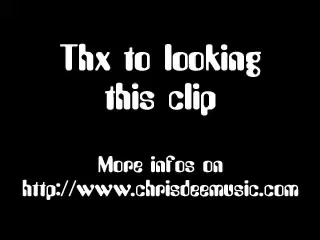 Thx to looking
this clip
More infos on
http://www.chrisdeemusic.com